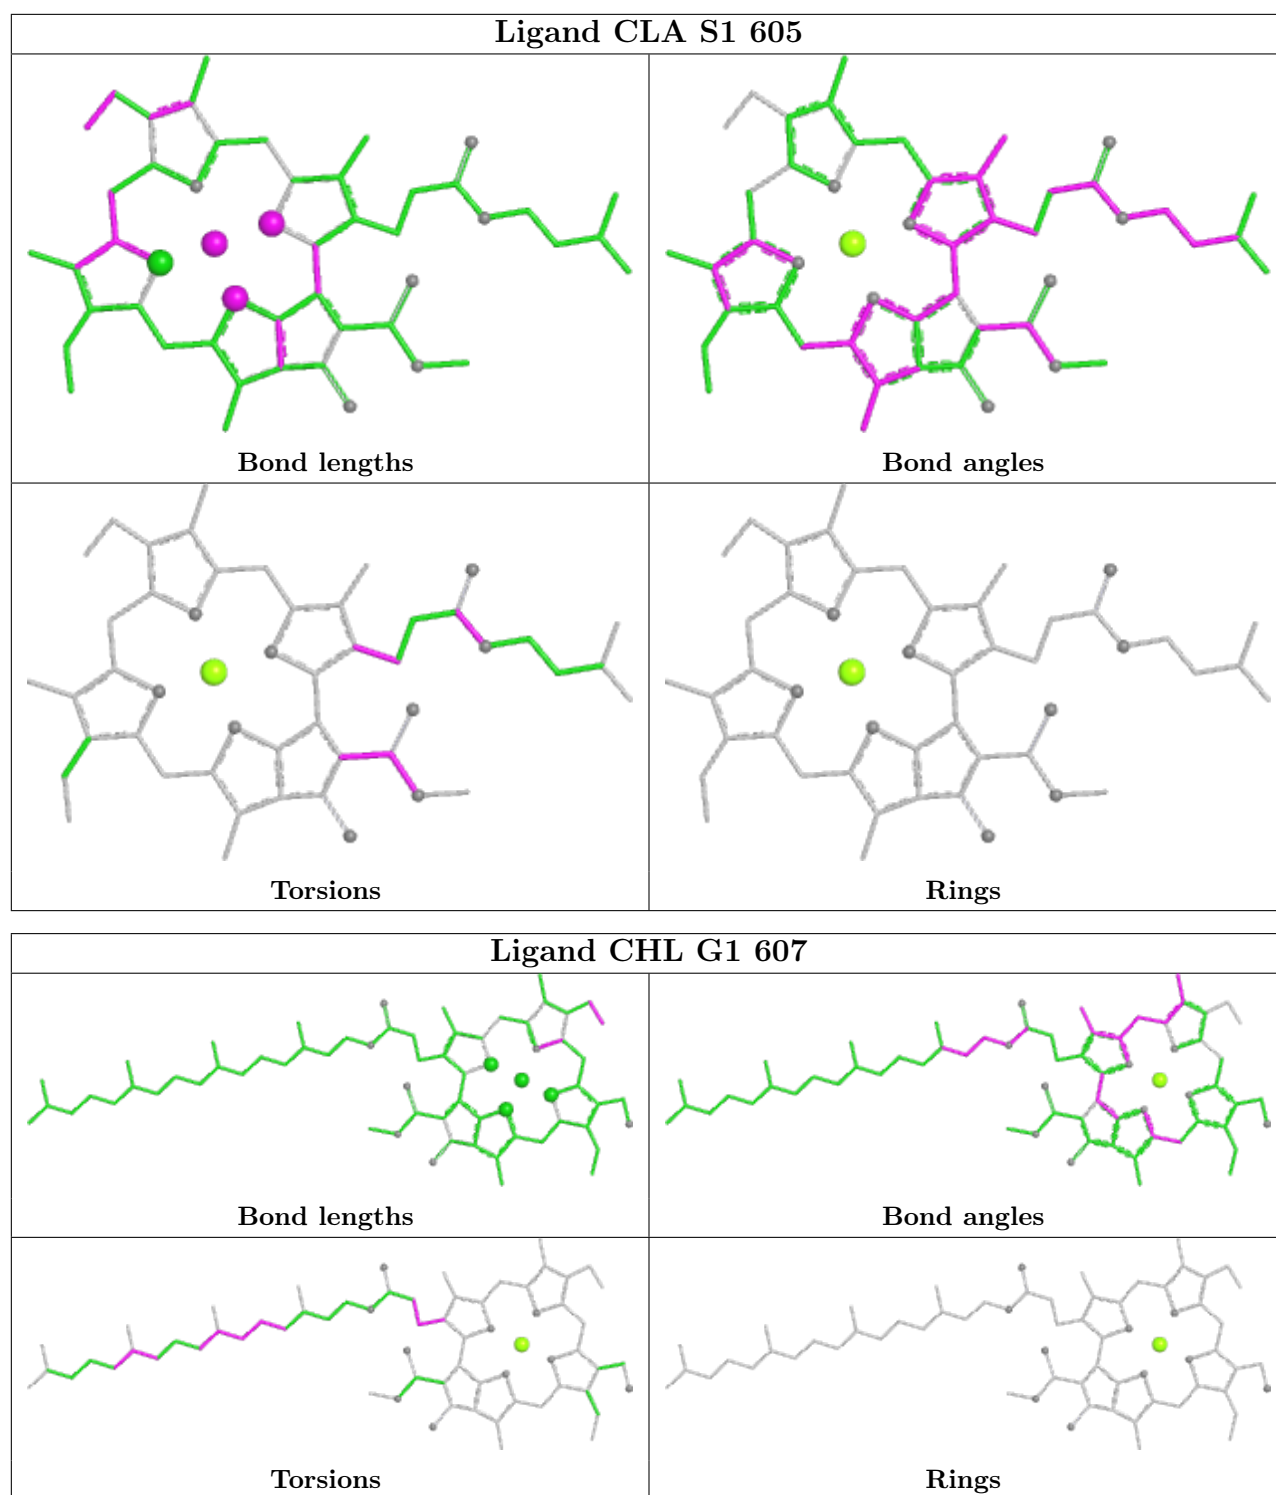 Ligand CLA S1 605
Bond lengths
Bond angles
Torsions
Rings
Ligand CHL G1 607
Bond lengths
Bond angles
Torsions
Rings